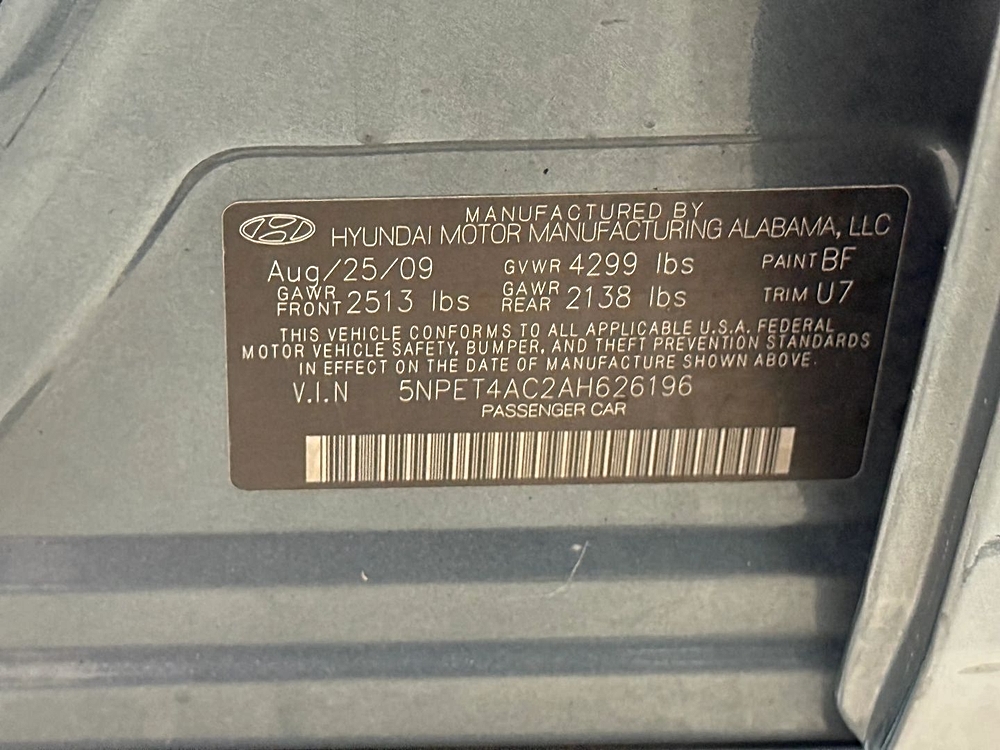 MANUFACTURED BY
HYUNDAI MOTOR MANUFACTURING ALABAMA, LLC
Aug/25/09 GVWR 4299 lbs PAINT BF
GAWR FRONT 2513 lbs GAWR REAR 2138 lbs TRIM U7
THIS VEHICLE CONFORMS TO ALL APPLICABLE U.S.A. FEDERAL
MOTOR VEHICLE SAFETY, BUMPER, AND THEFT PREVENTION STANDARDS
IN EFFECT ON THE DATE OF MANUFACTURE SHOWN ABOVE.
V.I.N 5NPET4AC2AH626196
PASSENGER CAR